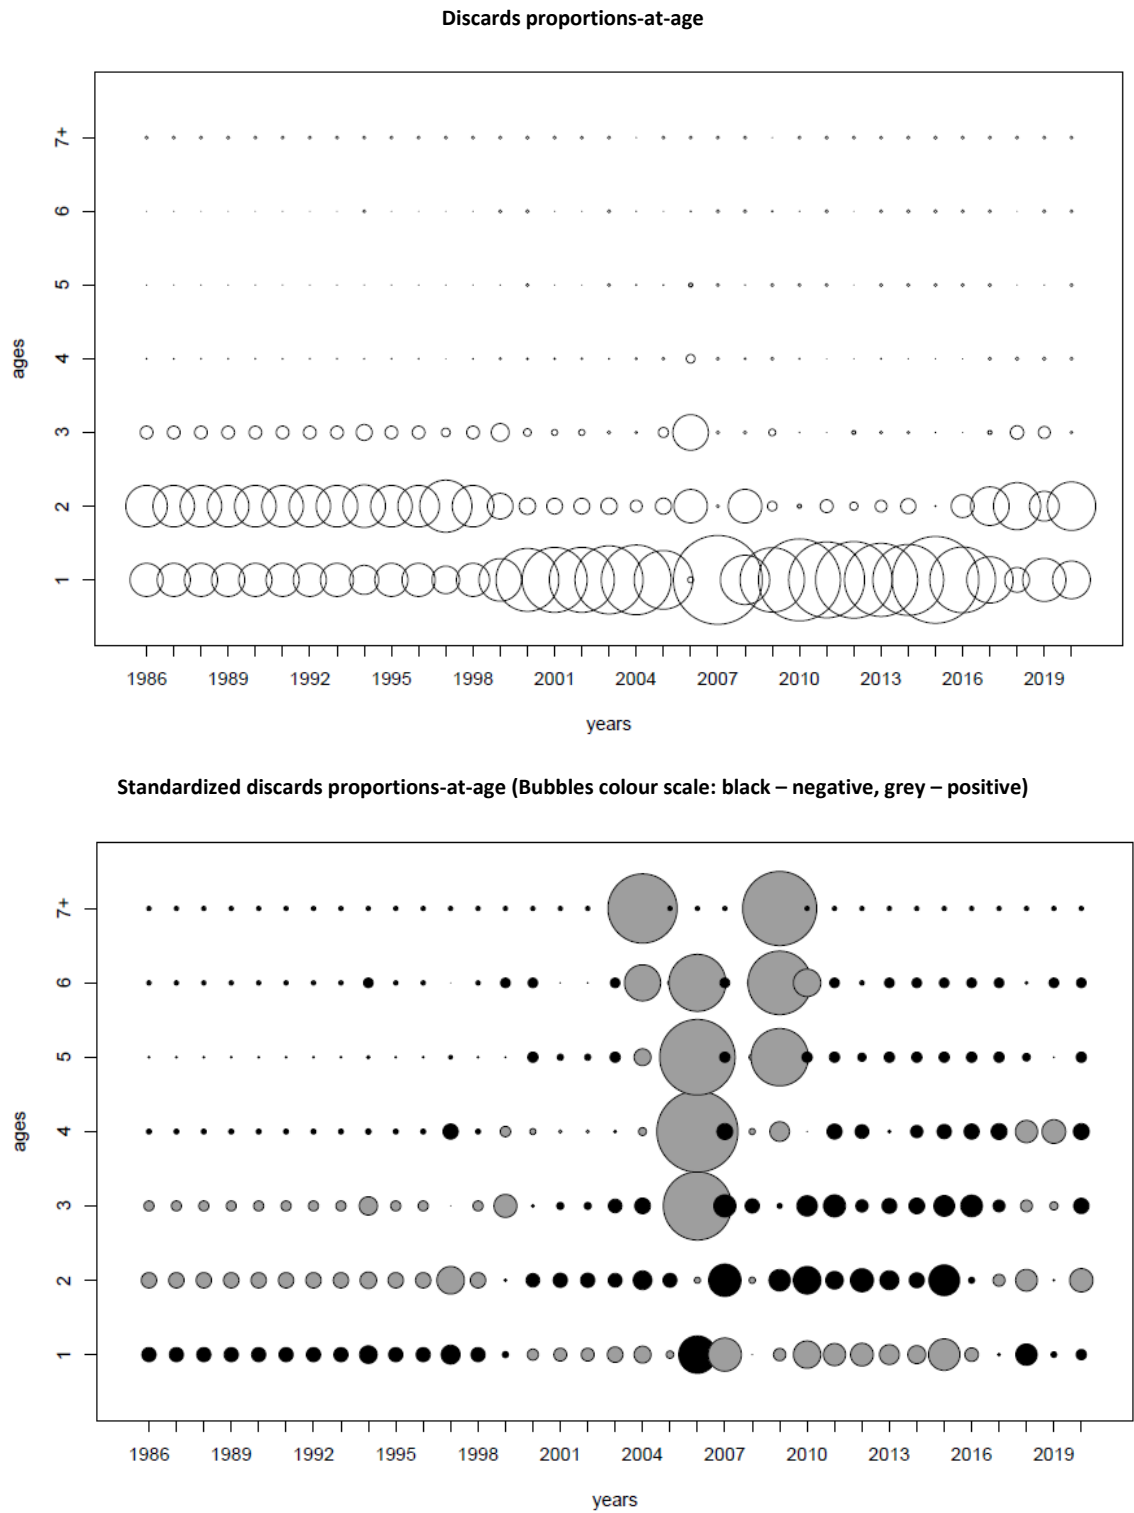 Discards proportions-at-age
7+
6
5
4
3
2
1
ages
1986 1989 1992 1995 1998 2001 2004 2007 2010 2013 2016 2019
years
Standardized discards proportions-at-age (Bubbles colour scale: black – negative, grey – positive)
7+
6
5
4
3
2
1
ages
1986 1989 1992 1995 1998 2001 2004 2007 2010 2013 2016 2019
years